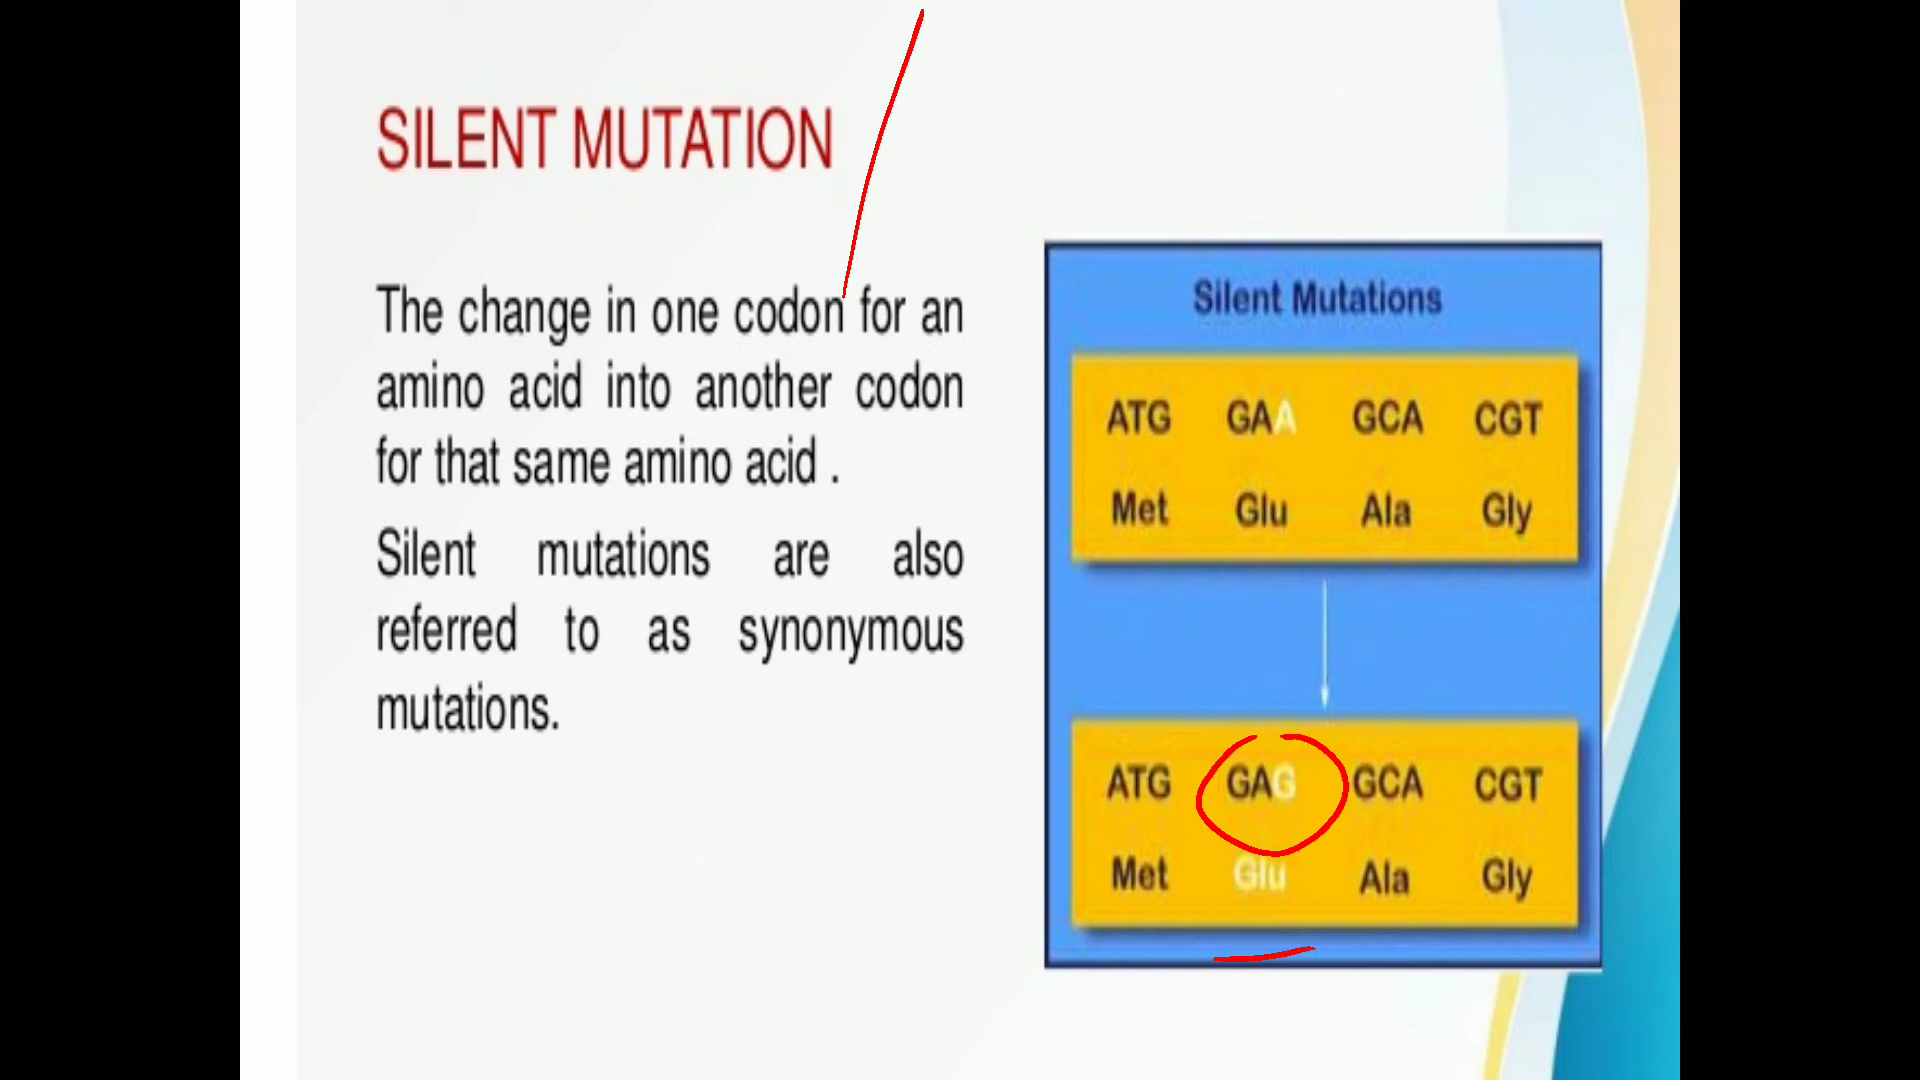 SILENT MUTATION
The change in one codon for an
amino acid into another codon
for that same amino acid .
Silent mutations are also
referred to as synonymous
mutations.
Silent Mutations
ATG GAA GCA CGT
Met Glu Ala Gly
ATG GAG GCA CGT
Met Glu Ala Gly